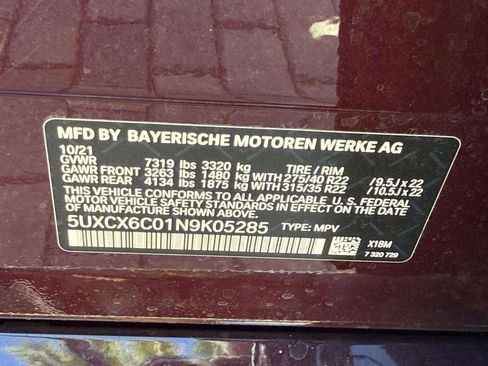 MFD BY BAYERISCHE MOTOREN WERKE AG
10/21
GVWR 7319 lbs 3320 kg TIRE / RIM
GAWR FRONT 3263 lbs 1480 kg WITH 275/40 R22 / 9.5J x 22
GAWR REAR 4134 lbs 1875 kg WITH 315/35 R22 / 10.5J x 22
THIS VEHICLE CONFORMS TO ALL APPLICABLE U.S. FEDERAL
MOTOR VEHICLE SAFETY STANDARDS IN EFFECT ON THE DATE
OF MANUFACTURE SHOWN ABOVE.
5UXCX6C01N9K05285 TYPE: MPV
X18M
7 320 729